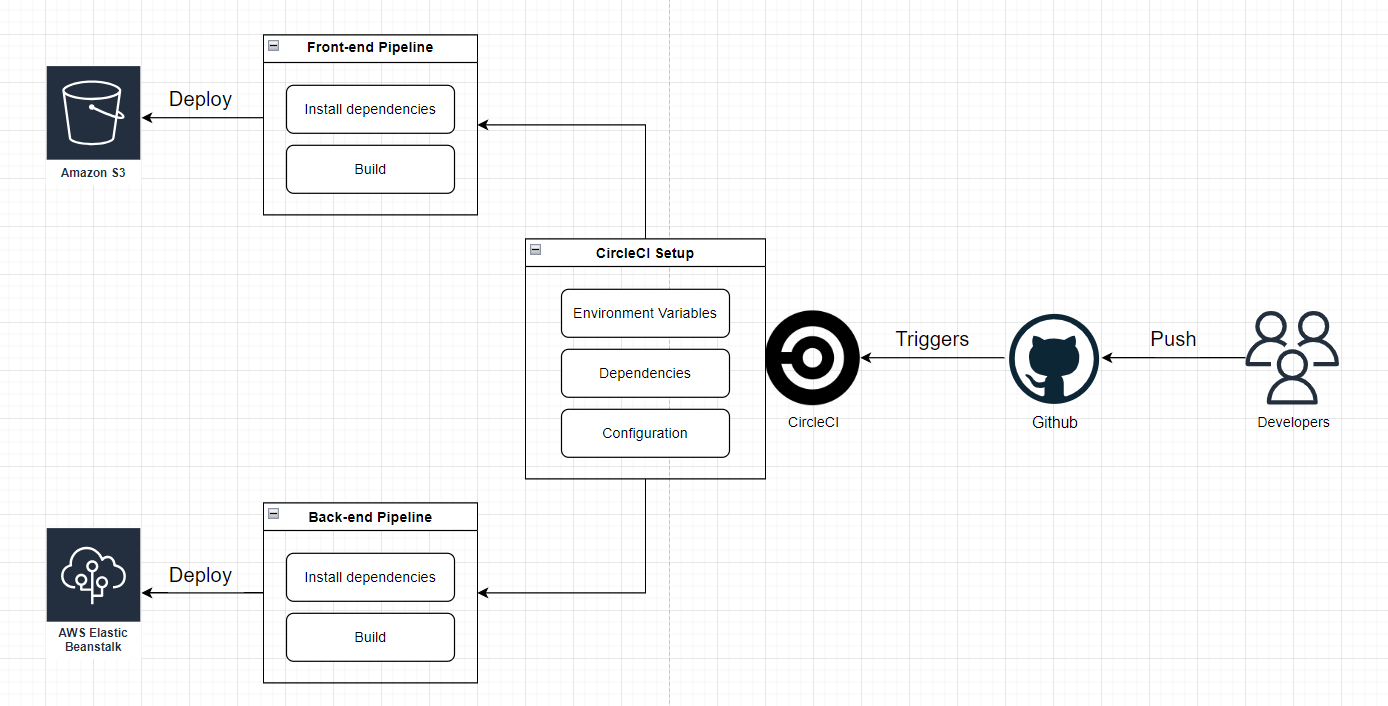 Front-end Pipeline
Install dependencies
Build
Deploy
Amazon S3
CircleCI Setup
Environment Variables
Dependencies
Configuration
CircleCI
Triggers
Github
Push
Developers
Back-end Pipeline
Install dependencies
Build
Deploy
AWS Elastic
Beanstalk